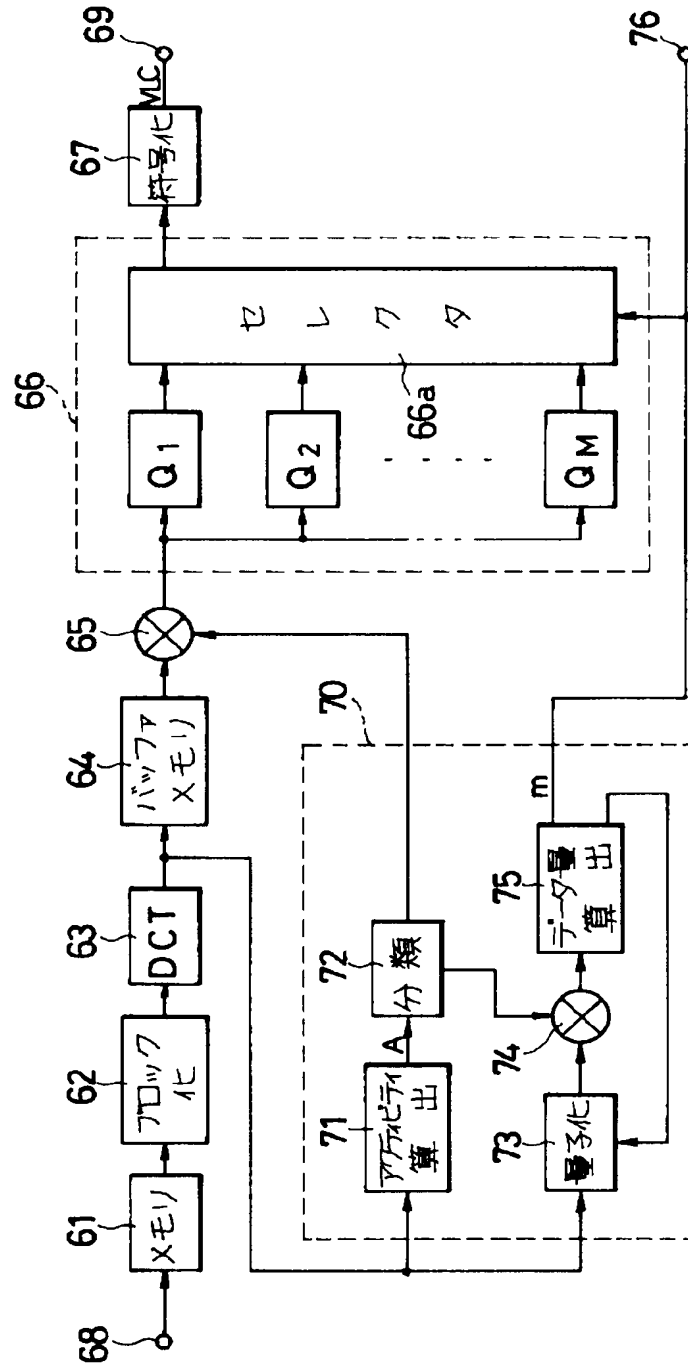 68
61
メモリ
62
ブロック
化
63
DCT
64
バッファ
メモリ
65
66
Q1
Q2
QM
セレクタ
66a
67
符号化
VLC
69
70
71
アクティビティ
算出
A
72
分類
73
量子化
74
75
データ量
算出
m
76